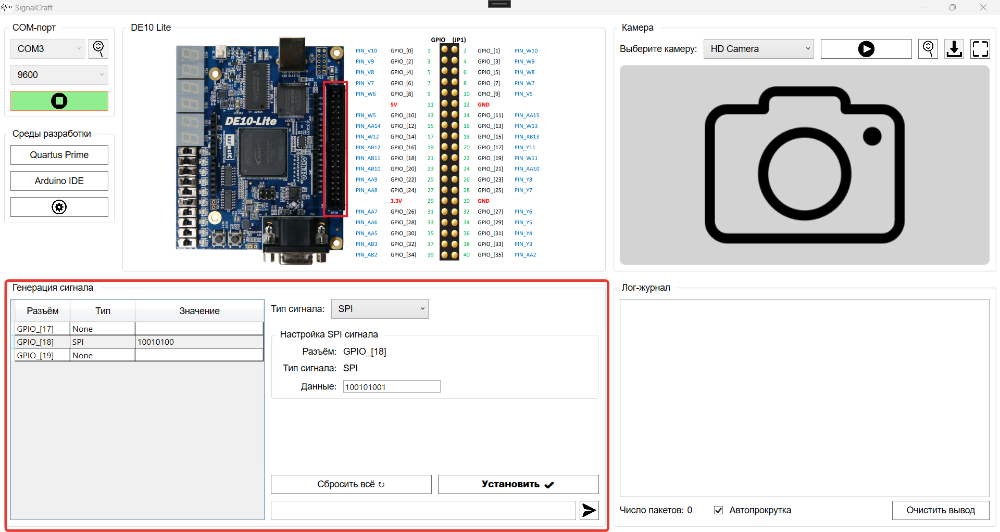 SignalCraft
COM-порт
COM3
9600
Среды разработки
Quartus Prime
Arduino IDE
DE10 Lite
DE10-Lite
terasic
GPIO (JP1)
PIN_V10 GPIO_[0] 1 2 GPIO_[1] PIN_W10
PIN_V9 GPIO_[2] 3 4 GPIO_[3] PIN_W9
PIN_V8 GPIO_[4] 5 6 GPIO_[5] PIN_W8
PIN_V7 GPIO_[6] 7 8 GPIO_[7] PIN_W7
PIN_W6 GPIO_[8] 9 10 GPIO_[9] PIN_V5
5V 11 12 GND
PIN_W5 GPIO_[10] 13 14 GPIO_[11] PIN_AA15
PIN_AA14 GPIO_[12] 15 16 GPIO_[13] PIN_W13
PIN_W12 GPIO_[14] 17 18 GPIO_[15] PIN_AB13
PIN_AB12 GPIO_[16] 19 20 GPIO_[17] PIN_Y11
PIN_AB11 GPIO_[18] 21 22 GPIO_[19] PIN_W11
PIN_AB10 GPIO_[20] 23 24 GPIO_[21] PIN_AA10
PIN_AA9 GPIO_[22] 25 26 GPIO_[23] PIN_Y8
PIN_AA8 GPIO_[24] 27 28 GPIO_[25] PIN_Y7
3.3V 29 30 GND
PIN_AA7 GPIO_[26] 31 32 GPIO_[27] PIN_Y6
PIN_AA6 GPIO_[28] 33 34 GPIO_[29] PIN_Y5
PIN_AA5 GPIO_[30] 35 36 GPIO_[31] PIN_Y4
PIN_AB3 GPIO_[32] 37 38 GPIO_[33] PIN_Y3
PIN_AB2 GPIO_[34] 39 40 GPIO_[35] PIN_AA2
Камера
Выберите камеру: HD Camera
Генерация сигнала
Разъём Тип Значение
GPIO_[17] None
GPIO_[18] SPI 10010100
GPIO_[19] None
Тип сигнала: SPI
Настройка SPI сигнала
Разъём: GPIO_[18]
Тип сигнала: SPI
Данные: 100101001
Сбросить всё ↻
Установить ✔
Лог-журнал
Число пакетов: 0
Автопрокрутка
Очистить вывод